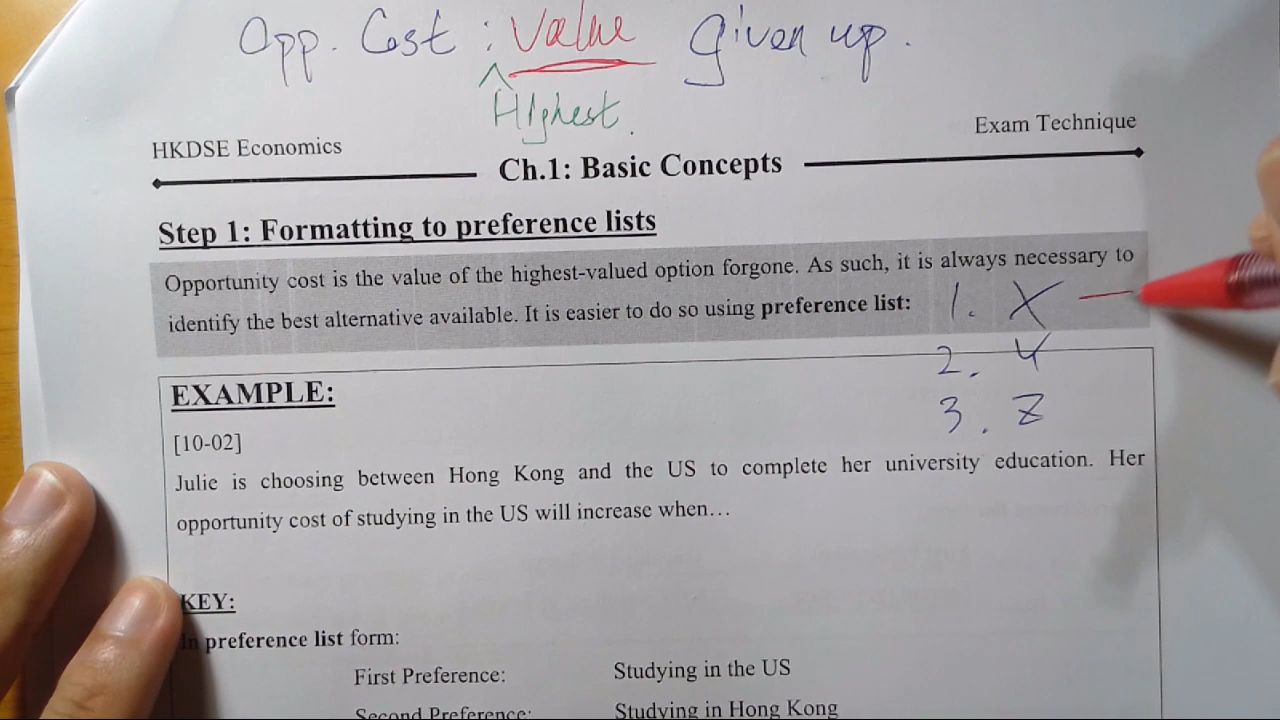 Opp. Cost : Value Given up.
^
Highest.
HKDSE Economics
Exam Technique
Ch.1: Basic Concepts
Step 1: Formatting to preference lists
Opportunity cost is the value of the highest-valued option forgone. As such, it is always necessary to
identify the best alternative available. It is easier to do so using preference list:
1. X —
2. Y
3. Z
EXAMPLE:
[10-02]
Julie is choosing between Hong Kong and the US to complete her university education. Her
opportunity cost of studying in the US will increase when…
KEY:
In preference list form:
First Preference: Studying in the US
Second Preference: Studying in Hong Kong